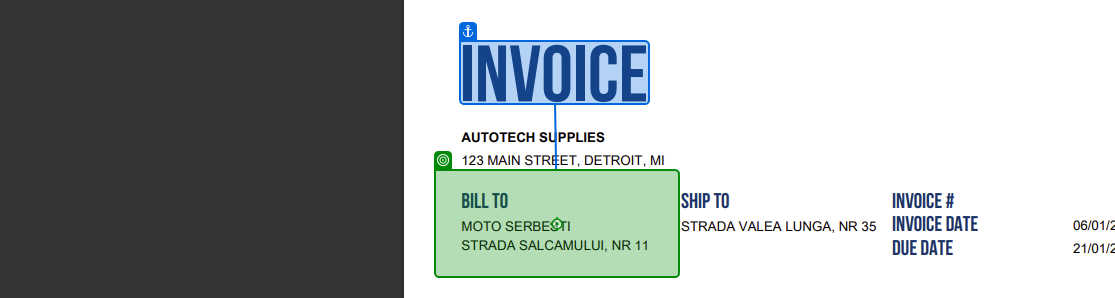 INVOICE
AUTOTECH SUPPLIES
123 MAIN STREET, DETROIT, MI
BILL TO
MOTO SERBESTI
STRADA SALCAMULUI, NR 11
SHIP TO
STRADA VALEA LUNGA, NR 35
INVOICE #
INVOICE DATE 06/01/2
DUE DATE 21/01/2